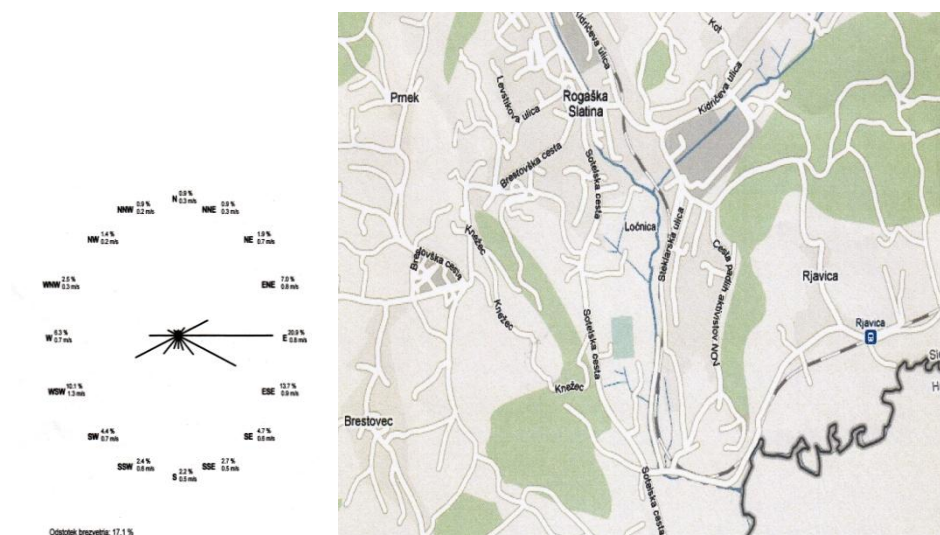 N 0.9 %
0.3 m/s
NNE 0.9 %
0.3 m/s
NE 1.9 %
0.7 m/s
ENE 7.0 %
0.8 m/s
E 20.9 %
0.8 m/s
ESE 13.7 %
0.9 m/s
SE 4.7 %
0.6 m/s
SSE 2.7 %
0.5 m/s
S 2.2 %
0.5 m/s
SSW 2.4 %
0.6 m/s
SW 4.4 %
0.7 m/s
WSW 10.1 %
1.3 m/s
W 6.3 %
0.7 m/s
WNW 2.5 %
0.3 m/s
NW 1.4 %
0.2 m/s
NNW 0.9 %
0.2 m/s
Odstotek brezvetrja: 17.1 %
Kidričeva ulica
Kot
Prnek
Levstikova ulica
Rogaška
Slatina
Kidričeva ulica
Brestovška cesta
Sotelska cesta
Ločnica
Steklarska ulica
Knežec
Brestovška cesta
Cesta padlih aktivistov NOV
Rjavica
Knežec
Sotelska cesta
Rjavica
Knežec
Brestovec
Sotelska
cesta